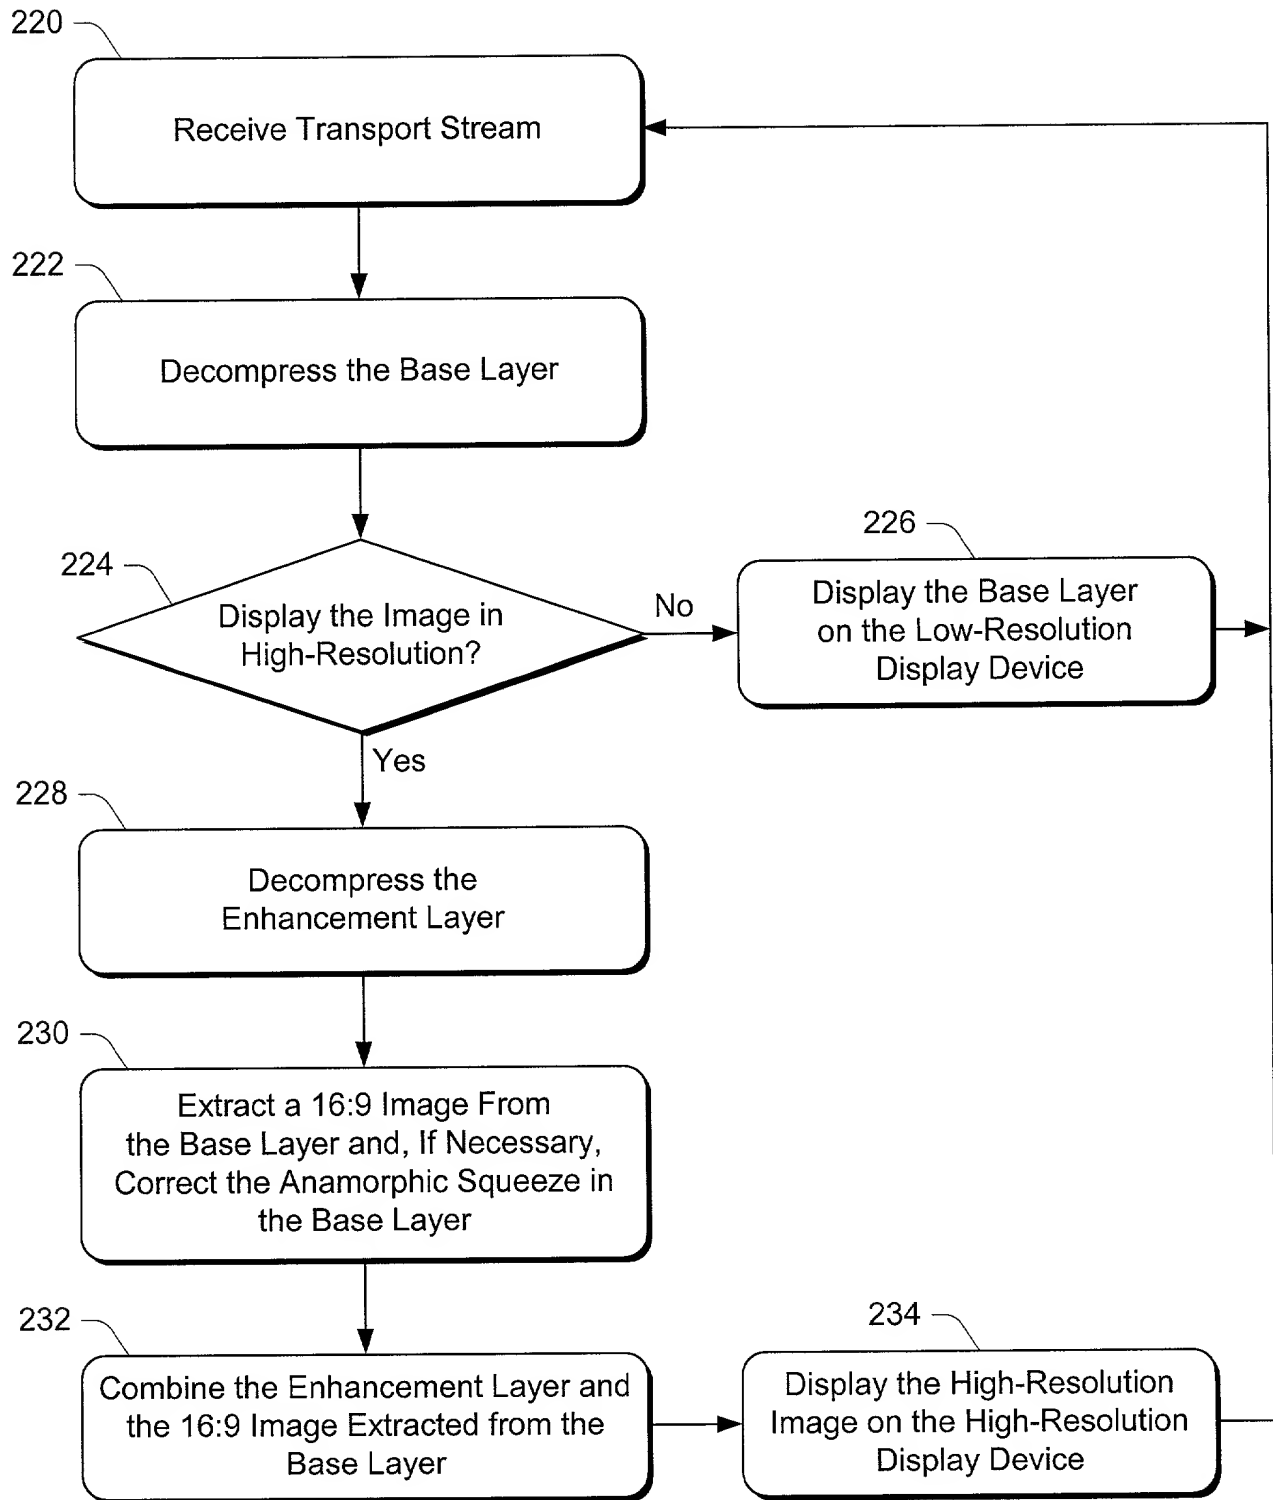 220
Receive Transport Stream
222
Decompress the Base Layer
224
Display the Image in
High-Resolution?
No
226
Display the Base Layer
on the Low-Resolution
Display Device
Yes
228
Decompress the
Enhancement Layer
230
Extract a 16:9 Image From
the Base Layer and, If Necessary,
Correct the Anamorphic Squeeze in
the Base Layer
232
Combine the Enhancement Layer and
the 16:9 Image Extracted from the
Base Layer
234
Display the High-Resolution
Image on the High-Resolution
Display Device